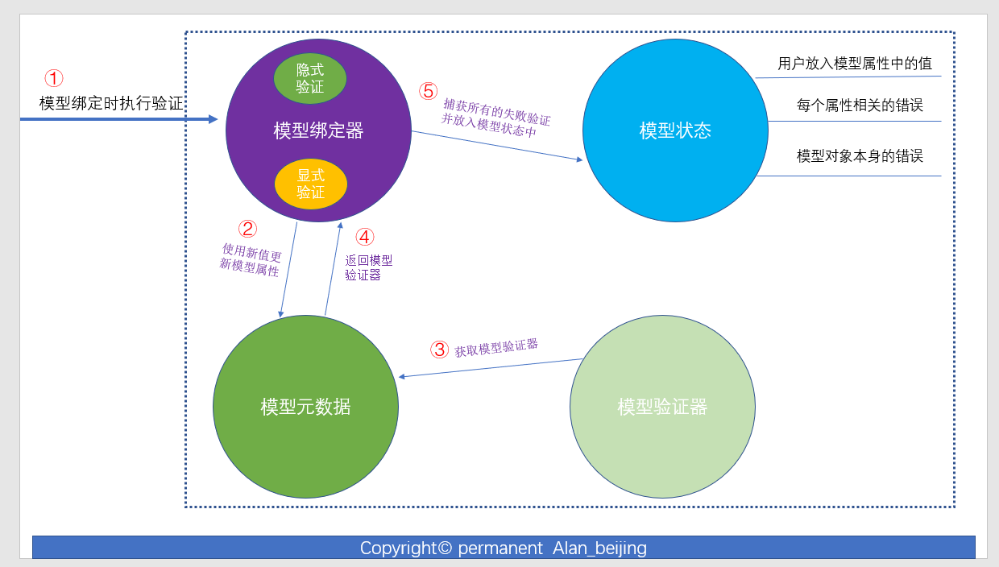 ①
模型绑定时执行验证
隐式
验证
模型绑定器
显式
验证
⑤
捕获所有的失败验证
并放入模型状态中
模型状态
用户放入模型属性中的值
每个属性相关的错误
模型对象本身的错误
②
使用新值更
新模型属性
④
返回模型
验证器
模型元数据
③ 获取模型验证器
模型验证器
Copyright© permanent Alan_beijing